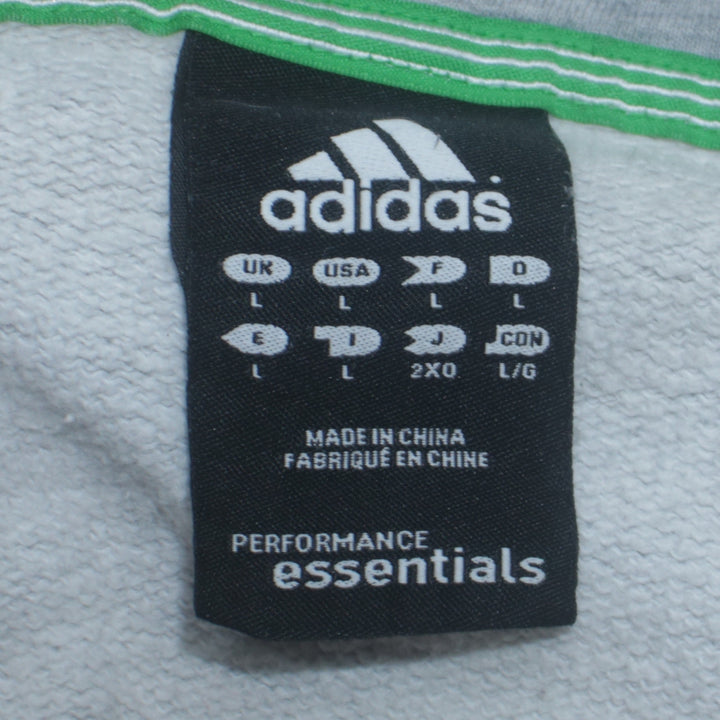 adidas
UK USA F D
L L L L
E I J CON
L L 2XO L/G
MADE IN CHINA
FABRIQUÉ EN CHINE
PERFORMANCE
essentials